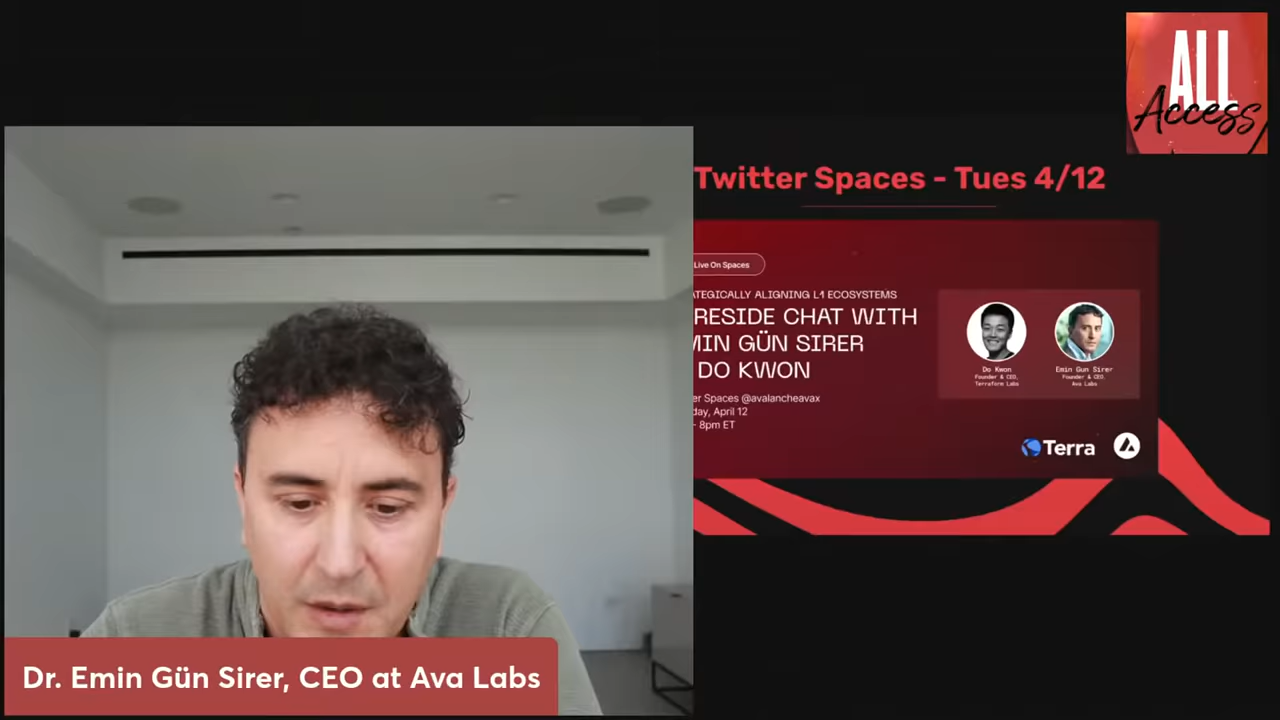 ALL
Access
Twitter Spaces - Tues 4/12
Live On Spaces
ATEGICALLY ALIGNING L1 ECOSYSTEMS
RESIDE CHAT WITH
MIN GÜN SIRER
DO KWON
er Spaces @avalancheavax
day, April 12
- 8pm ET
Do Kwon
Founder & CEO,
Terraform Labs
Emin Gun Sirer
Founder & CEO,
Ava Labs
Terra
Dr. Emin Gün Sirer, CEO at Ava Labs